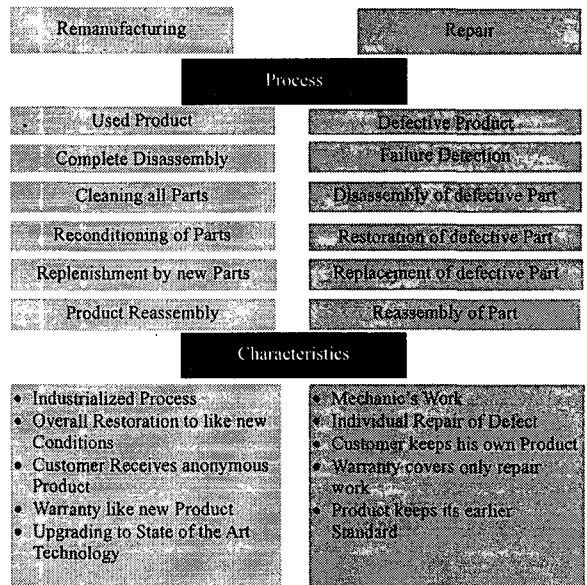 Remanufacturing
Repair
Process
Used Product
Defective Product
Complete Disassembly
Failure Detection
Cleaning all Parts
Disassembly of defective Part
Reconditioning of Parts
Restoration of defective Part
Replenishment by new Parts
Replacement of defective Part
Product Reassembly
Reassembly of Part
Characteristics
• Industrialized Process
• Overall Restoration to like new
Conditions
• Customer Receives anonymous
Product
• Warranty like new Product
• Upgrading to State of the Art
Technology
• Mechanic's Work
• Individual Repair of Defect
• Customer keeps his own Product
• Warranty covers only repair
work
• Product keeps its earlier
Standard